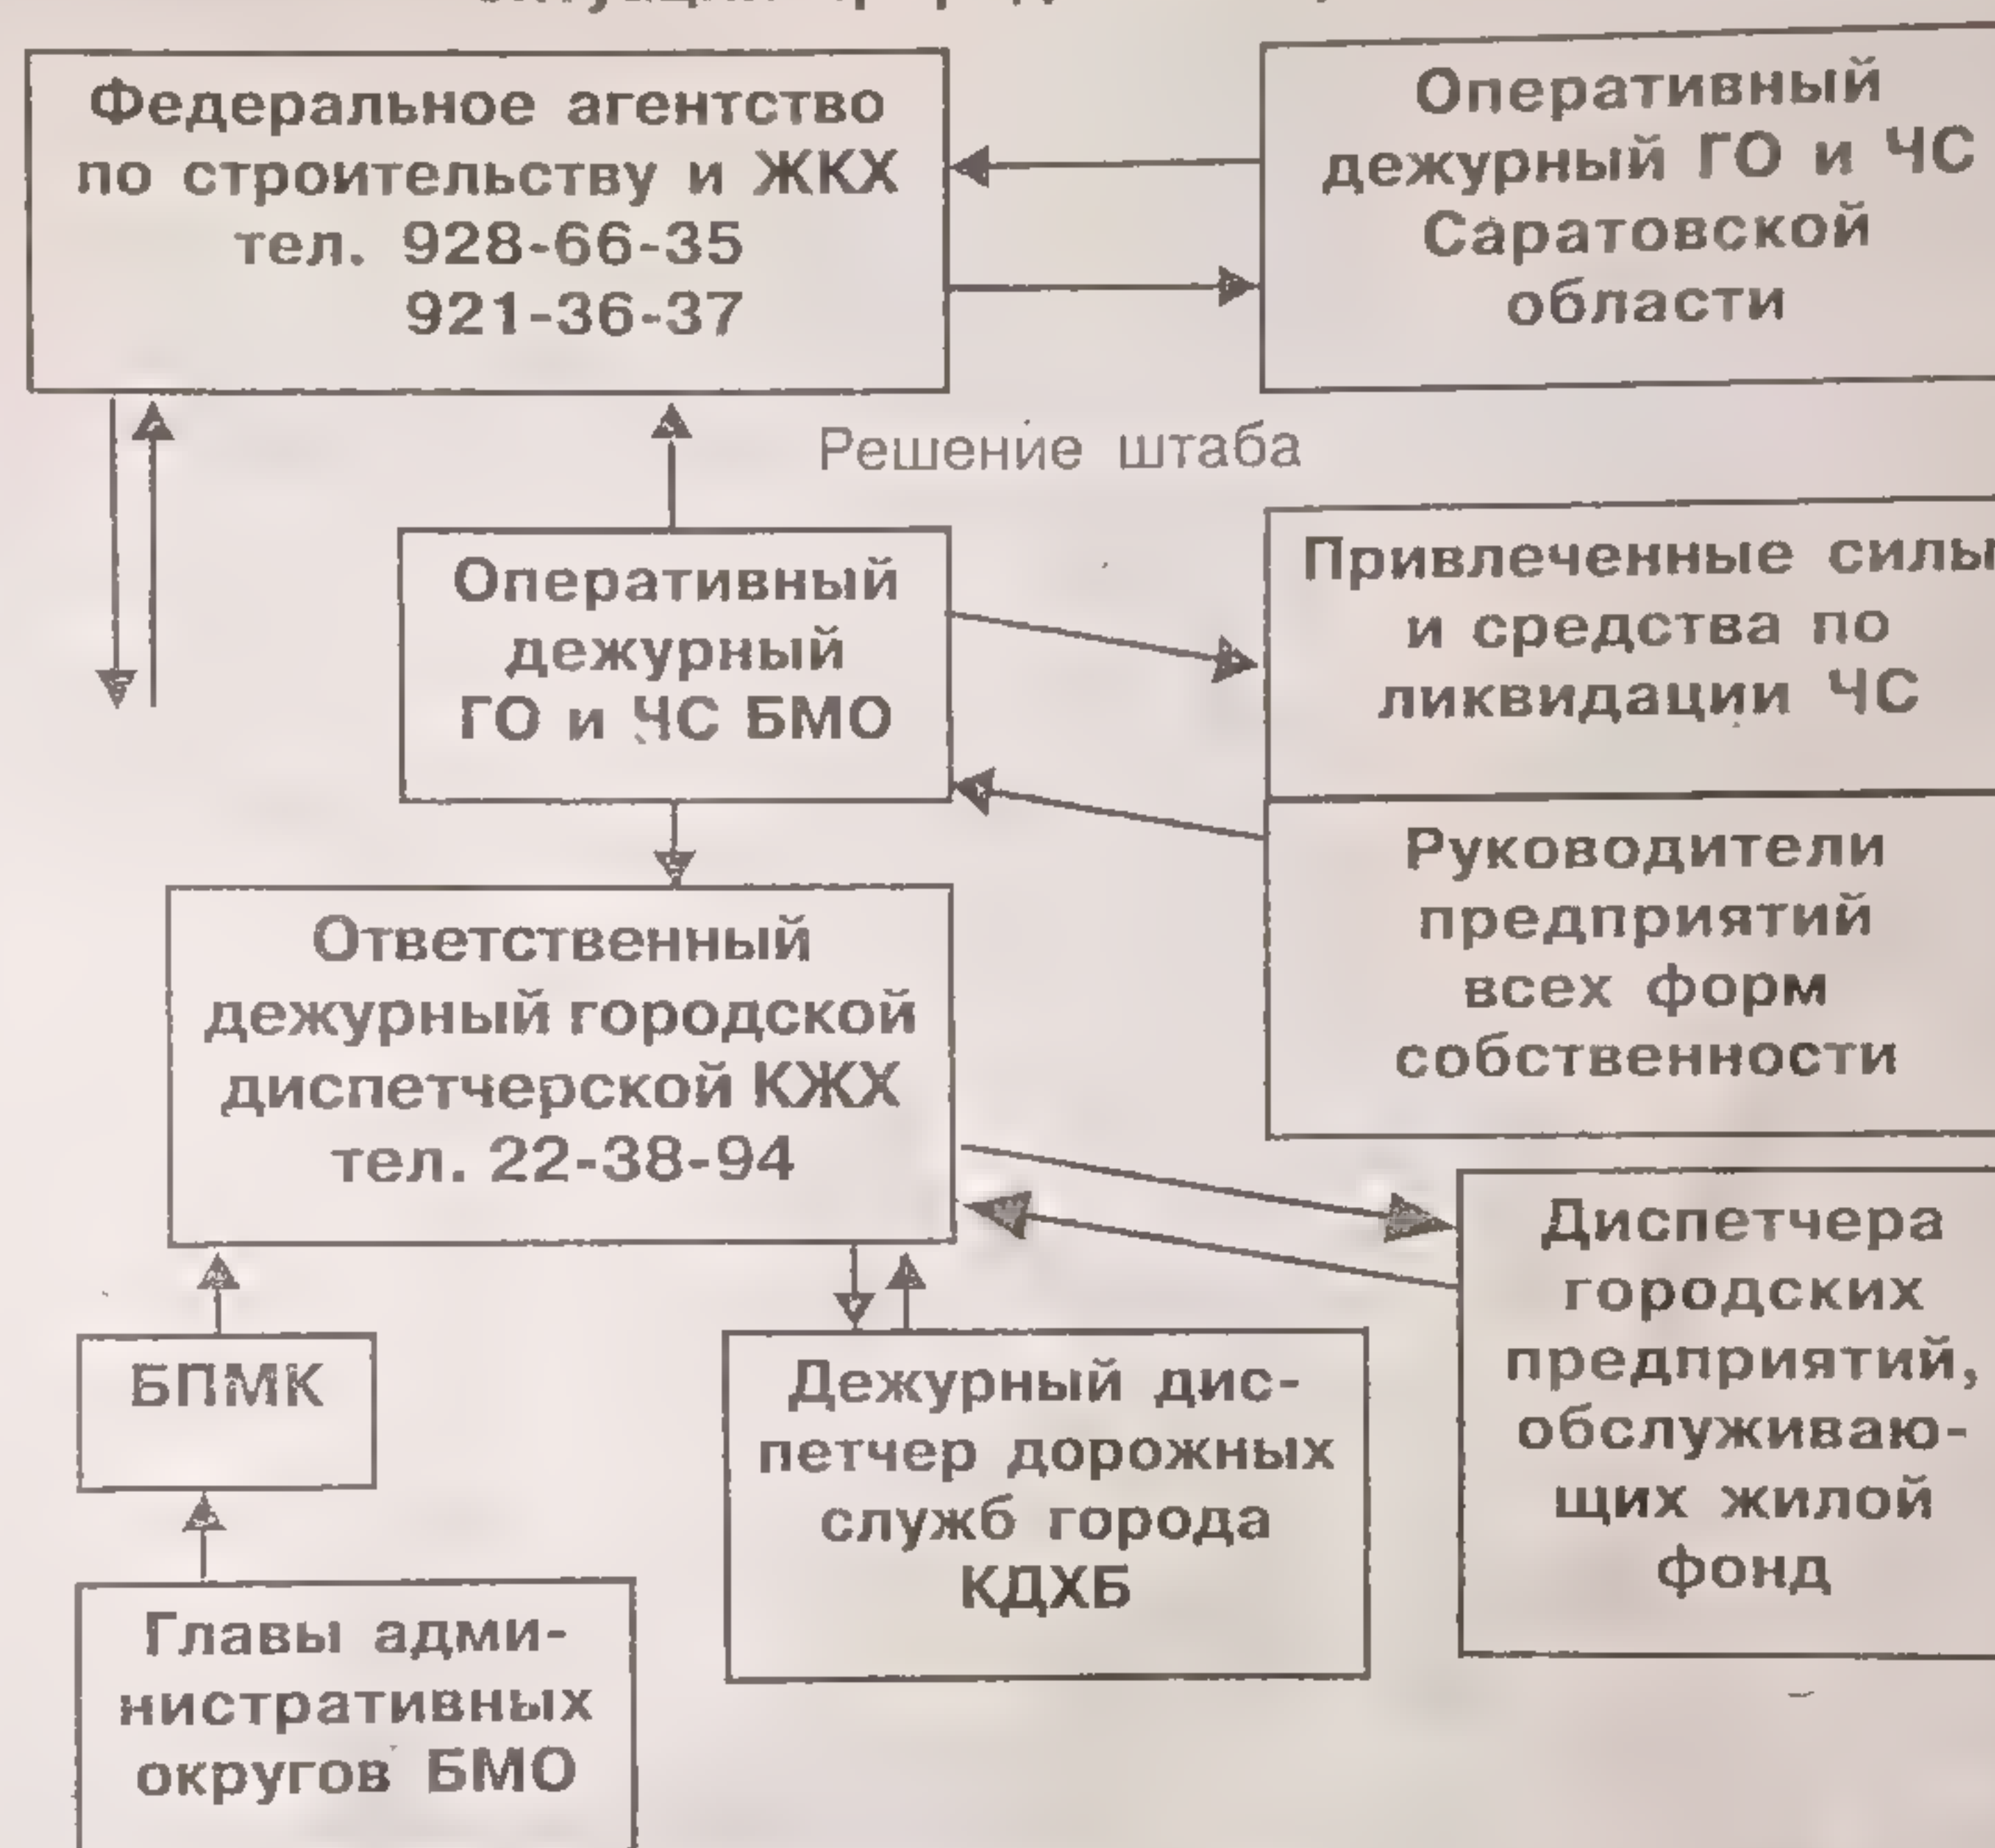 Федеральное агентство
по строительству и ЖКХ
тел. 928-66-35
921-36-37
Оперативный
дежурный ГО и ЧС
Саратовской
области
Решение штаба
Оперативный
дежурный
ГО и ЧС БМО
Привлеченные силы
и средства по
ликвидации ЧС
Руководители
предприятий
всех форм
собственности
Ответственный
дежурный городской
диспетчерской КЖХ
тел. 22-38-94
Диспетчера
городских
предприятий,
обслуживаю-
щих жилой
фонд
БПМК
Дежурный дис-
петчер дорожных
служб города
КДХБ
Главы адми-
нистративных
округов БМО